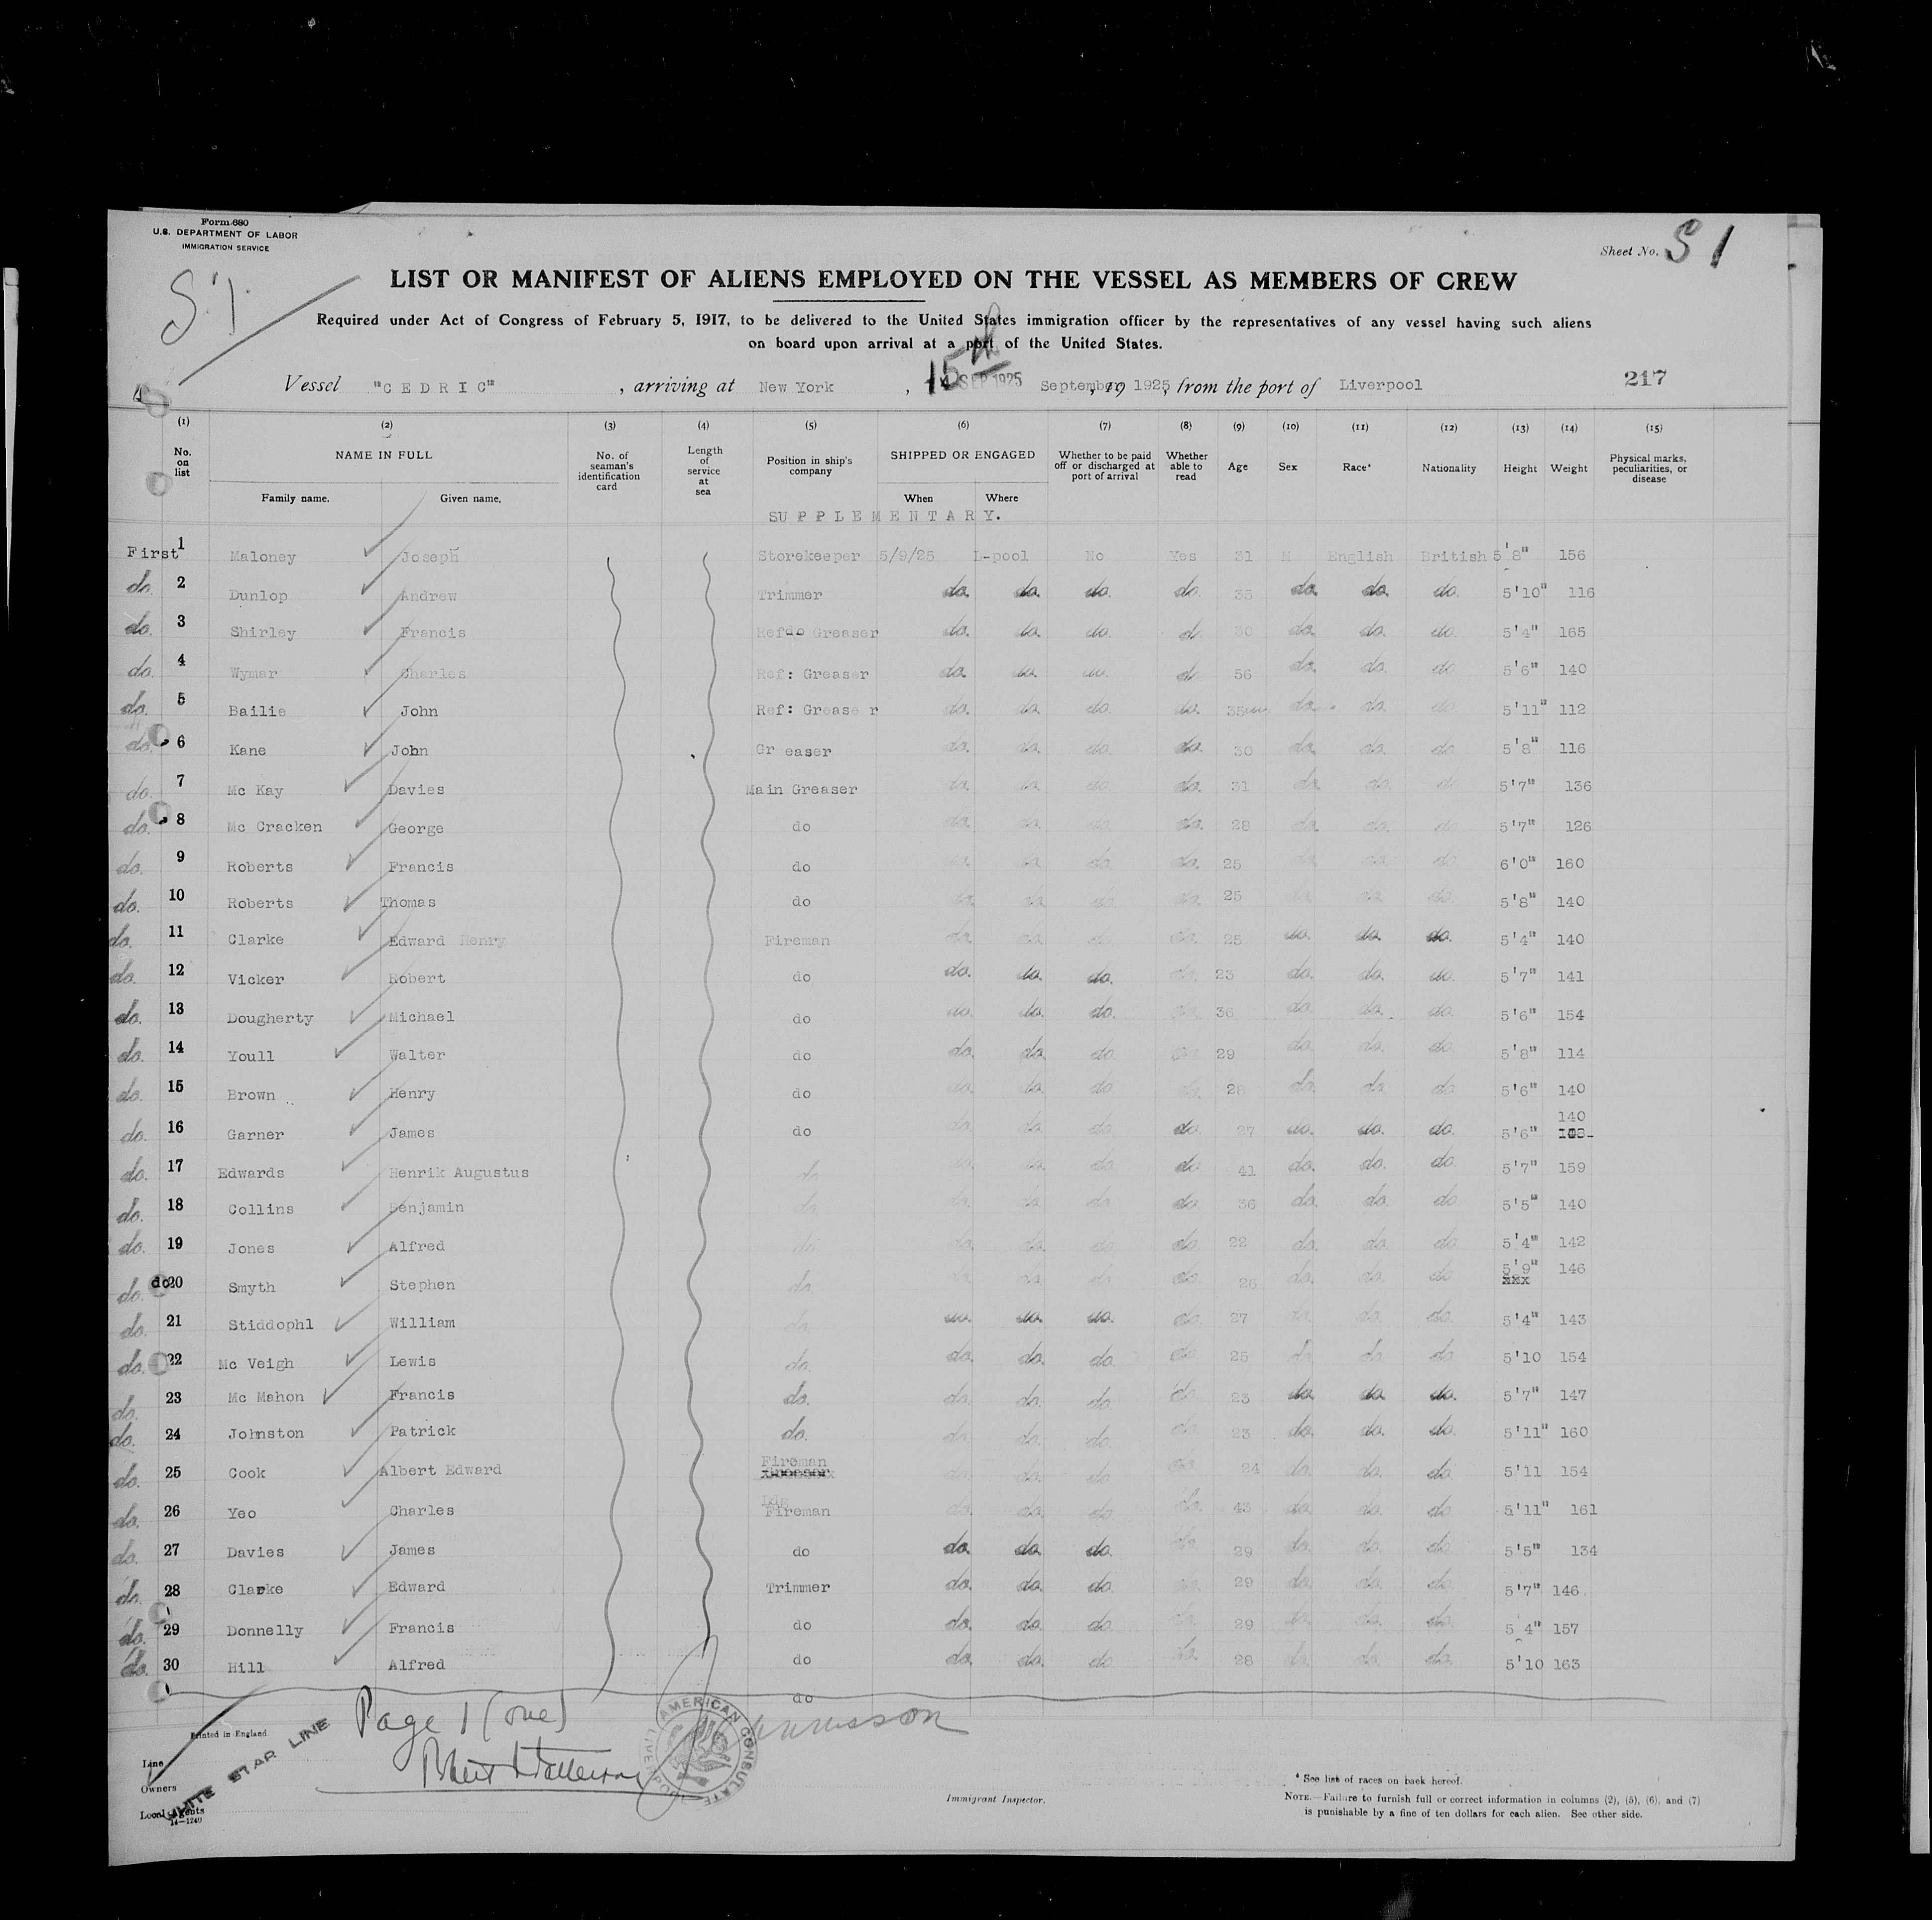 Form 680
U.S. DEPARTMENT OF LABOR
IMMIGRATION SERVICE
Sheet No. S 1
S 1
LIST OR MANIFEST OF ALIENS EMPLOYED ON THE VESSEL AS MEMBERS OF CREW
Required under Act of Congress of February 5, 1917, to be delivered to the United States immigration officer by the representatives of any vessel having such aliens
on board upon arrival at a port of the United States.
Vessel "CEDRIC", arriving at New York, 15th SEP 1925 September, 19 1925, from the port of Liverpool 217
(1) (2) (3) (4) (5) (6) (7) (8) (9) (10) (11) (12) (13) (14) (15)
No. on list NAME IN FULL Family name. Given name. No. of seaman's identification card Length of service at sea Position in ship's company SHIPPED OR ENGAGED When Where Whether to be paid off or discharged at port of arrival Whether able to read Age Sex Race* Nationality Height Weight Physical marks, peculiarities, or disease
SUPPLEMENTARY.
First 1 Maloney Joseph Storekeeper 5/9/25 L-pool No Yes 31 M English British 5'8" 156
do. 2 Dunlop Andrew Trimmer do. do. do. do. 35 do. do. do. 5'10" 116
do. 3 Shirley Francis Ref do Greaser do. do. do. d 30 do. do. do. 5'4" 165
do. 4 Wymar Charles Ref: Greaser do. do. do. d 56 do. do. do 5'6" 140
do. 5 Bailie John Ref: Greaser do. do. do. do. 35 do. do. do 5'11" 112
do. 6 Kane John Greaser do. do. do. do. 30 do. do. do 5'8" 116
do. 7 Mc Kay Davies Main Greaser do. do. do. do. 31 do. do. do. 5'7" 136
do. 8 Mc Cracken George do do. do. do. do. 28 do. do. do. 5'7" 126
do. 9 Roberts Francis do do. do. do. do. 25 do. do. do 6'0" 160
do. 10 Roberts Thomas do do. do. do do. 25 do. do. do. 5'8" 140
do. 11 Clarke Edward Henry Fireman do. do. do. do. 25 do. do. do. 5'4" 140
do. 12 Vicker Robert do do. do. do. do. 23 do. do. do. 5'7" 141
do. 13 Dougherty Michael do do. do. do. do. 36 do. do. do. 5'6" 154
do. 14 Youll Walter do do. do. do. do. 29 do. do. do. 5'8" 114
do. 15 Brown Henry do do. do. do. do. 28 do. do. do. 5'6" 140
do. 16 Garner James do do. do. do. do. 27 do. do. do. 5'6" 140
do. 17 Edwards Henrik Augustus do do. do. do. do 41 do. do. do 5'7" 159
do. 18 Collins Benjamin do. do. do. do. do 36 do. do. do 5'5" 140
do. 19 Jones Alfred do do. do. do. do. 22 do. do. do 5'4" 142
do. do 20 Smyth Stephen do. do. do. do do. 26 do. do. do 5'9" xxx 146
do. 21 Stiddophl William do. do. do. do. do. 27 do. do. do. 5'4" 143
do. 22 Mc Veigh Lewis do. do. do. do. do. 25 do. do. do 5'10 154
do. 23 Mc Mahon Francis do. do. do. do. do. 23 do. do. do. 5'7" 147
do. 24 Johnston Patrick do. do. do. do. do. 23 do. do. do 5'11" 160
do. 25 Cook Albert Edward Fireman do. do. do do. 24 do. do. do. 5'11 154
do. 26 Yeo Charles Ldg Fireman do. do. do. do. 43 do. do. do 5'11" 161
do. 27 Davies James do do. do. do. do. 29 do. do. do. 5'5" 134
do. 28 Clarke Edward Trimmer do. do. do. do. 29 do. do. do. 5'7" 146
do. 29 Donnelly Francis do do. do. do. do. 29 do. do. do. 5 4" 157
do. 30 Hill Alfred do do. do. do do. 28 do. do. do. 5'10 163
do
Page 1 (one)
AMERICAN CONSULATE LIVERPOOL
Printed in England
Line
Owners
Local Agents
WHITE STAR LINE
14-1240
Immigrant Inspector.
* See list of races on back hereof.
NOTE.—Failure to furnish full or correct information in columns (2), (5), (6), and (7)
is punishable by a fine of ten dollars for each alien. See other side.